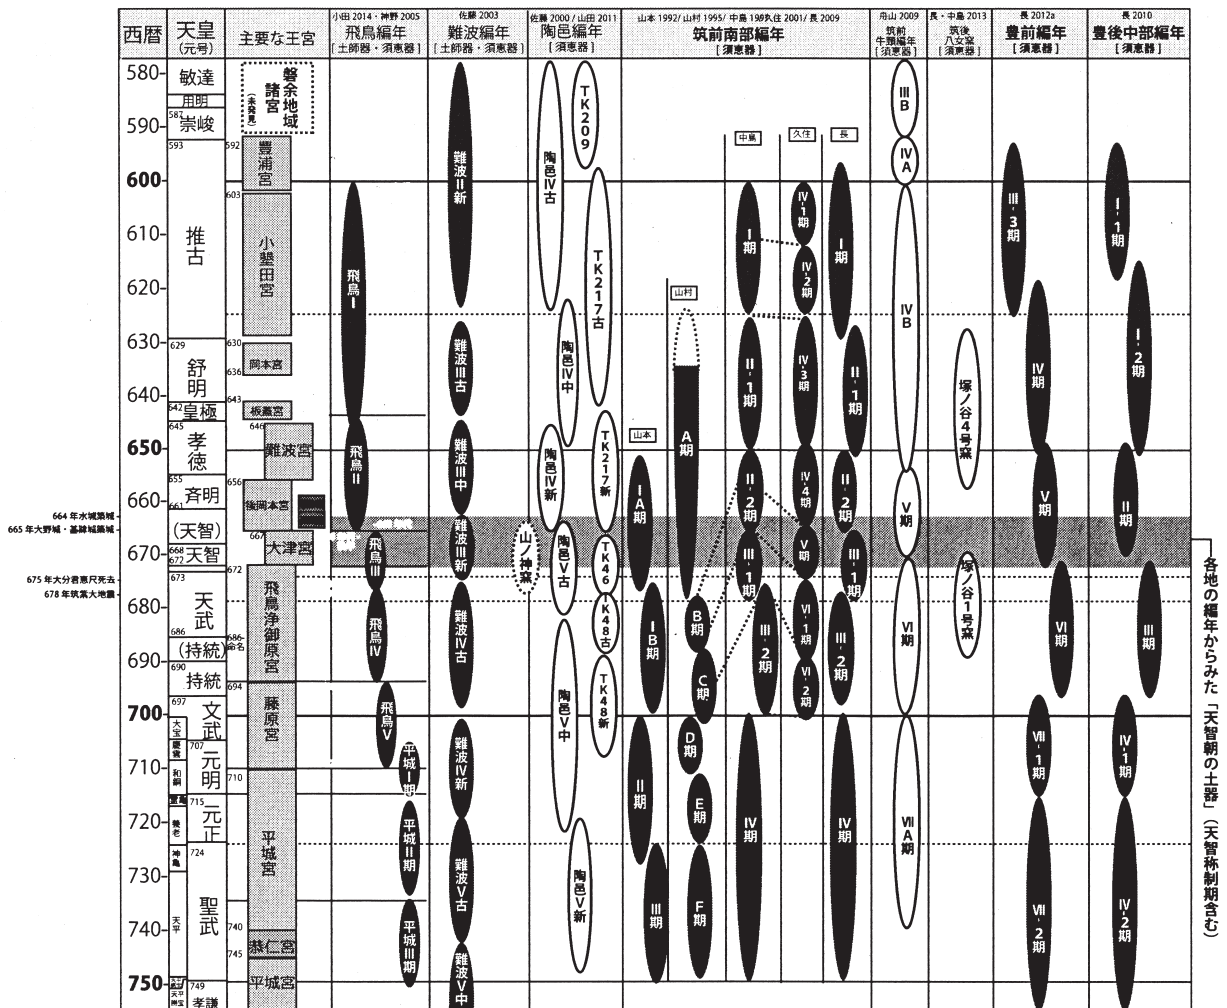 西暦
天皇
(元号)
主要な王宮
小田 2014・神野 2005
飛鳥編年
[土師器・須恵器]
佐藤 2003
難波編年
[土師器・須恵器]
佐藤 2000 / 山田 2011
陶邑編年
[須恵器]
山本 1992/ 山村 1995/ 中島
2001/ 長 2009
筑前南部編年
[須恵器]
舟山 2009
筑前
牛頸編年
[須恵器]
長・中島 2013
筑後
八女窯
[須恵器]
長 2012a
豊前編年
[須恵器]
長 2010
豊後中部編年
[須恵器]
580
590
600
610
620
630
640
650
660
670
680
690
700
710
720
730
740
750
664 年水城築城
665 年大野城・基肄城築城
675 年大分君恵尺死去
678 年筑紫大地震
敏達
用明
587
崇峻
593
推古
629
舒明
642
皇極
645
孝徳
655
斉明
661
(天智)
668
天智
672
673
天武
686
(持統)
690
持統
697
文武
大宝
慶雲
707
元明
和銅
715
元正
養老
神亀
724
聖武
天平
749
孝謙
磐余地域
諸宮
(未発見)
592
豊浦宮
603
小墾田宮
630
岡本宮
636
643
板蓋宮
646
難波宮
656
後岡本宮
667
大津宮
672
飛鳥浄御原宮
686
命名
694
藤原宮
710
平城宮
740
恭仁宮
745
平城宮
飛鳥Ⅰ
飛鳥Ⅱ
飛鳥Ⅲ
飛鳥Ⅳ
飛鳥Ⅴ
平城Ⅰ期
平城Ⅱ期
平城Ⅲ期
難波Ⅱ新
難波Ⅲ古
難波Ⅲ中
難波Ⅲ新
難波Ⅳ古
難波Ⅳ新
難波Ⅴ古
難波Ⅴ中
陶邑Ⅳ古
陶邑Ⅳ中
陶邑Ⅳ新
山ノ神窯
陶邑Ⅴ古
陶邑Ⅴ中
陶邑Ⅴ新
TK209
TK217古
TK217新
TK46
TK48古
TK48新
山本
ⅠA期
ⅠB期
Ⅱ期
Ⅲ期
山村
A期
B期
C期
D期
E期
F期
中島
Ⅰ期
Ⅱ-1期
Ⅱ-2期
Ⅲ-1期
Ⅲ-2期
Ⅳ期
久住
Ⅳ-1期
Ⅳ-2期
Ⅳ-3期
Ⅳ-4期
Ⅴ期
Ⅵ-1期
Ⅵ-2期
長
Ⅰ期
Ⅱ-1期
Ⅱ-2期
Ⅲ-1期
Ⅲ-2期
Ⅳ期
ⅢB
ⅣA
ⅣB
Ⅴ期
Ⅵ期
ⅦA期
塚ノ谷4号窯
塚ノ谷1号窯
Ⅲ-3期
Ⅳ期
Ⅴ期
Ⅵ期
Ⅶ-1期
Ⅶ-2期
Ⅰ-1期
Ⅰ-2期
Ⅱ期
Ⅲ期
Ⅳ-1期
Ⅳ-2期
各地の編年からみた「天智朝の土器」(天智称制期含む)